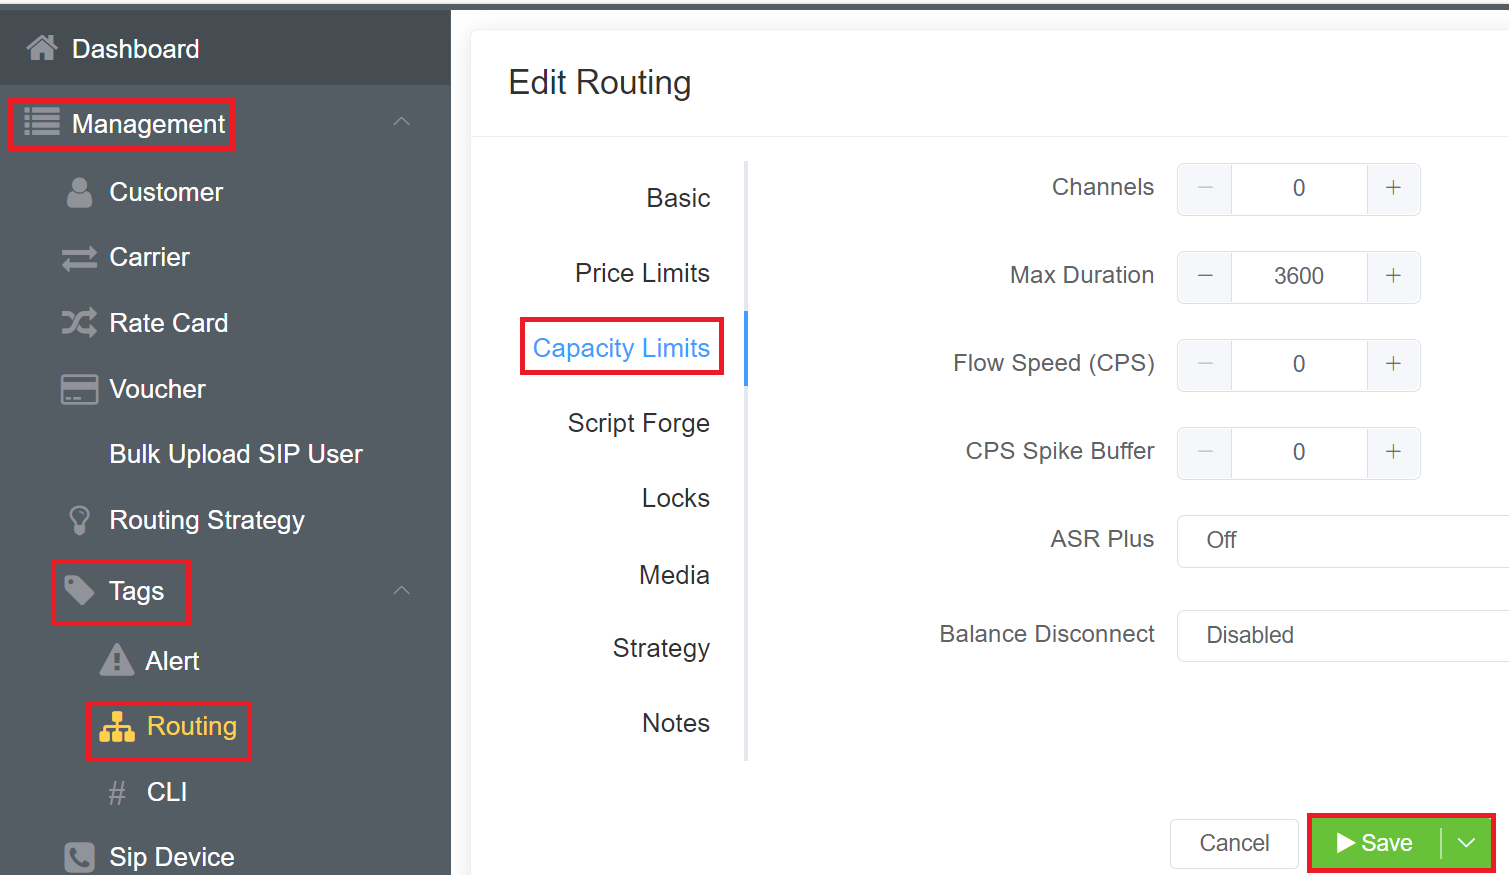 Dashboard
Management
Customer
Carrier
Rate Card
Voucher
Bulk Upload SIP User
Routing Strategy
Tags
Alert
Routing
# CLI
Sip Device
Edit Routing
Basic
Price Limits
Capacity Limits
Script Forge
Locks
Media
Strategy
Notes
Channels − 0 +
Max Duration − 3600 +
Flow Speed (CPS) − 0 +
CPS Spike Buffer − 0 +
ASR Plus Off
Balance Disconnect Disabled
Cancel Save